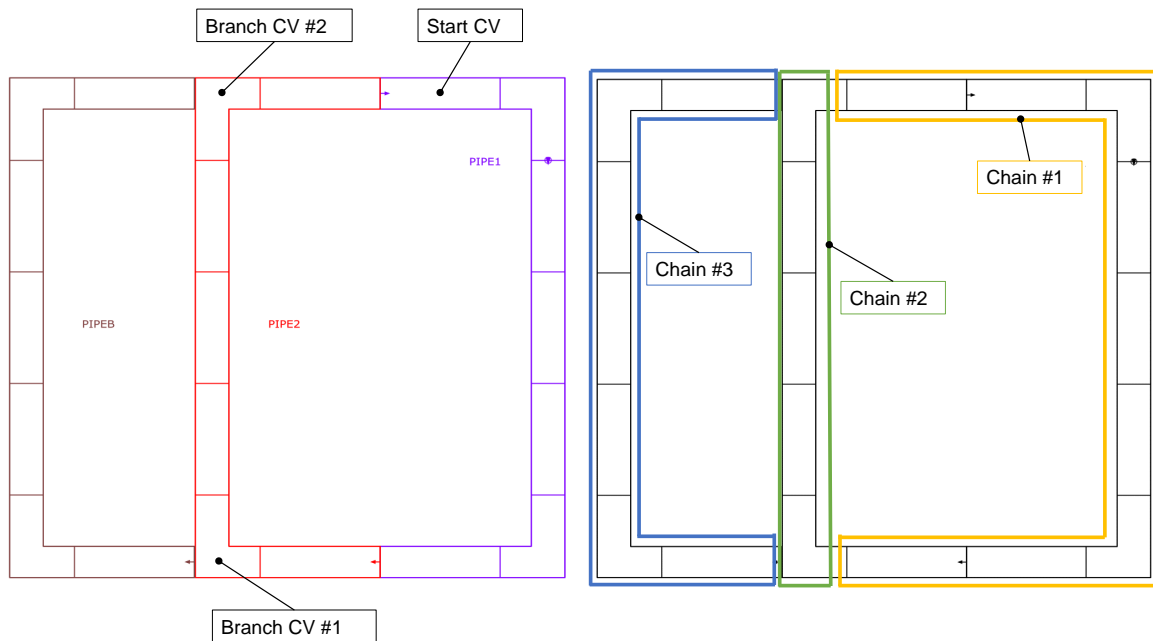 Branch CV #2
Start CV
PIPE1
Chain #1
Chain #3
Chain #2
PIPEB
PIPE2
Branch CV #1